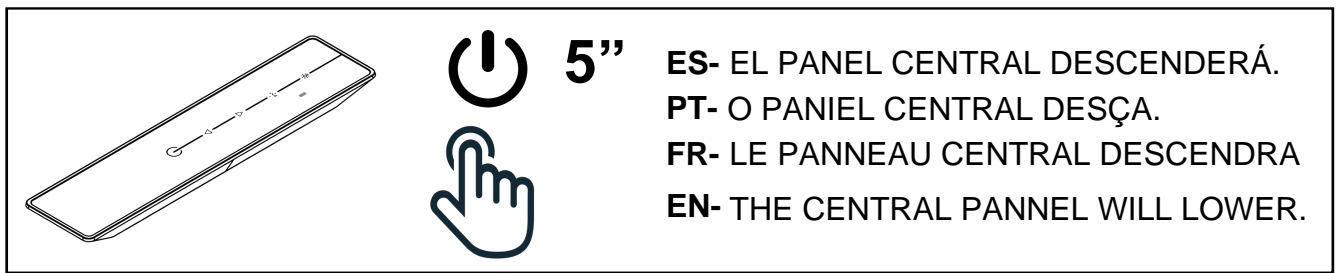 5”
ES- EL PANEL CENTRAL DESCENDERÁ.
PT- O PANIEL CENTRAL DESÇA.
FR- LE PANNEAU CENTRAL DESCENDRA
EN- THE CENTRAL PANNEL WILL LOWER.